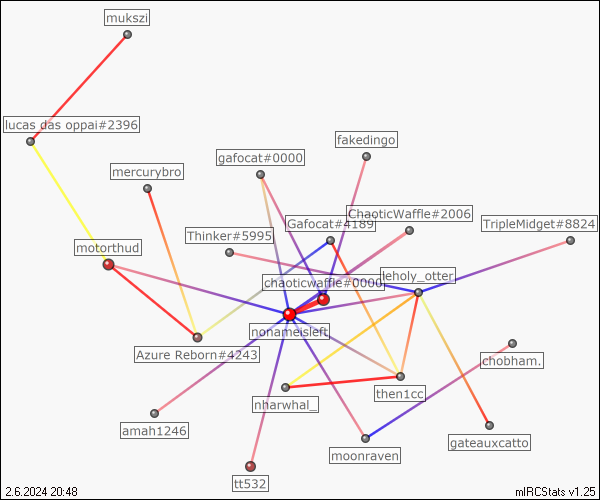 mukszi
lucas das oppai#2396
fakedingo
gafocat#0000
mercurybro
ChaoticWaffle#2006
Gafocat#4189
TripleMidget#8824
Thinker#5995
motorthud
leholy_otter
chaoticwaffle#0000
nonameisleft
Azure Reborn#4243
chobham.
then1cc
nharwhal_
amah1246
gateauxcatto
moonraven
tt532
2.6.2024 20:48
mIRCStats v1.25